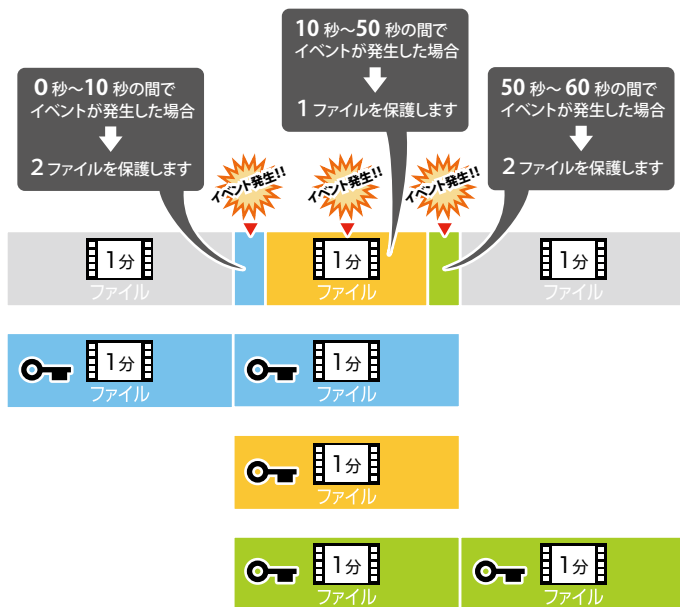 0 秒～10 秒の間で
イベントが発生した場合
2 ファイルを保護します
10 秒～50 秒の間で
イベントが発生した場合
1 ファイルを保護します
50 秒～ 60 秒の間で
イベントが発生した場合
2 ファイルを保護します
イベント発生!!
イベント発生!!
イベント発生!!
1分
ファイル
1分
ファイル
1分
ファイル
1分
ファイル
1分
ファイル
1分
ファイル
1分
ファイル
1分
ファイル